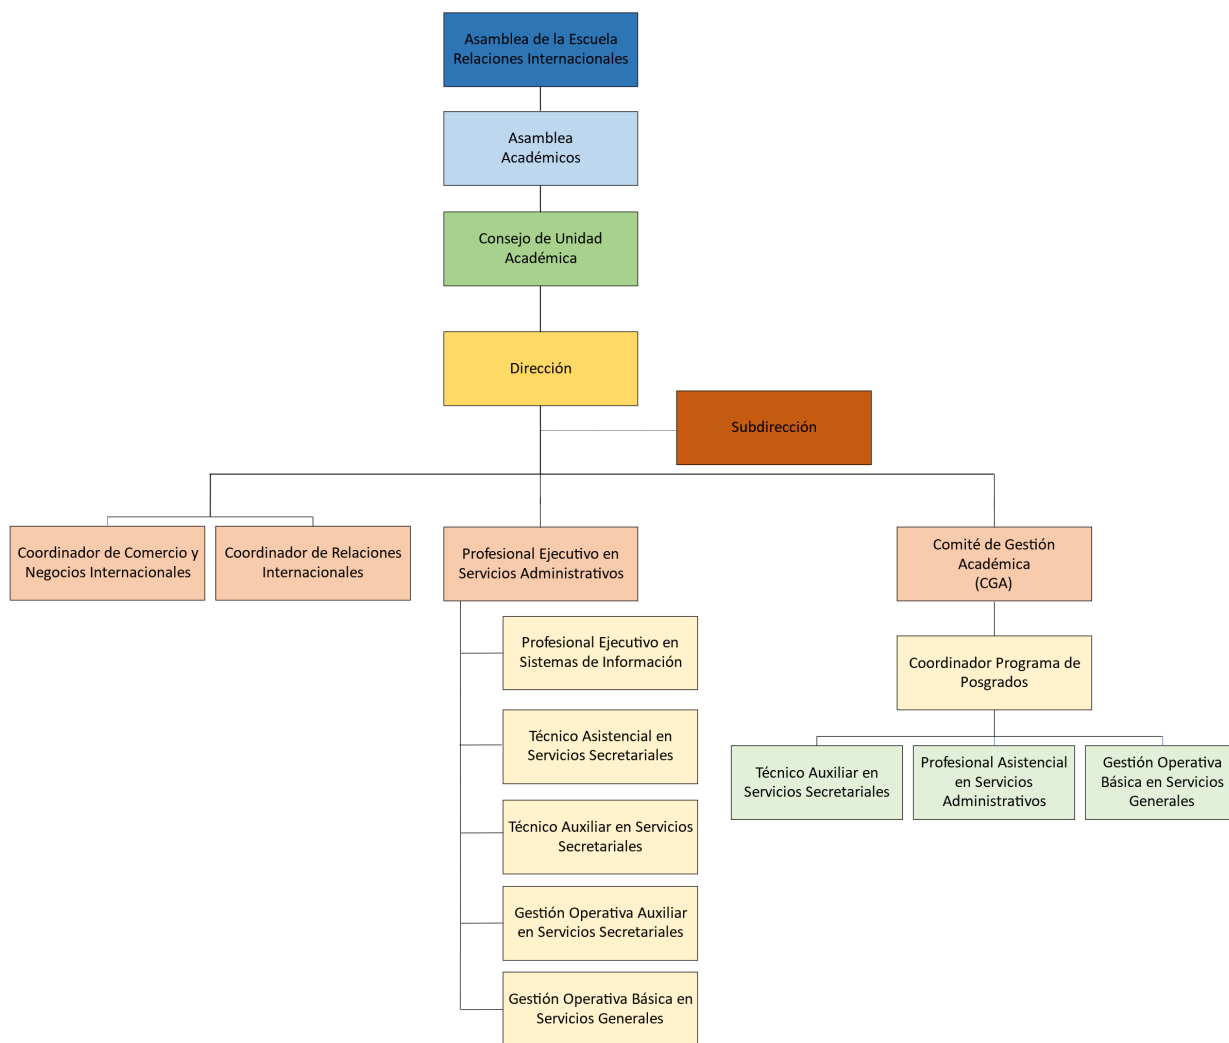 Asamblea de la Escuela
Relaciones Internacionales
Asamblea
Académicos
Consejo de Unidad
Académica
Dirección
Subdirección
Coordinador de Comercio y
Negocios Internacionales
Coordinador de Relaciones
Internacionales
Profesional Ejecutivo en
Servicios Administrativos
Comité de Gestión
Académica
(CGA)
Profesional Ejecutivo en
Sistemas de Información
Técnico Asistencial en
Servicios Secretariales
Técnico Auxiliar en Servicios
Secretariales
Gestión Operativa Auxiliar
en Servicios Secretariales
Gestión Operativa Básica en
Servicios Generales
Coordinador Programa de
Posgrados
Técnico Auxiliar en
Servicios Secretariales
Profesional Asistencial
en Servicios
Administrativos
Gestión Operativa
Básica en Servicios
Generales